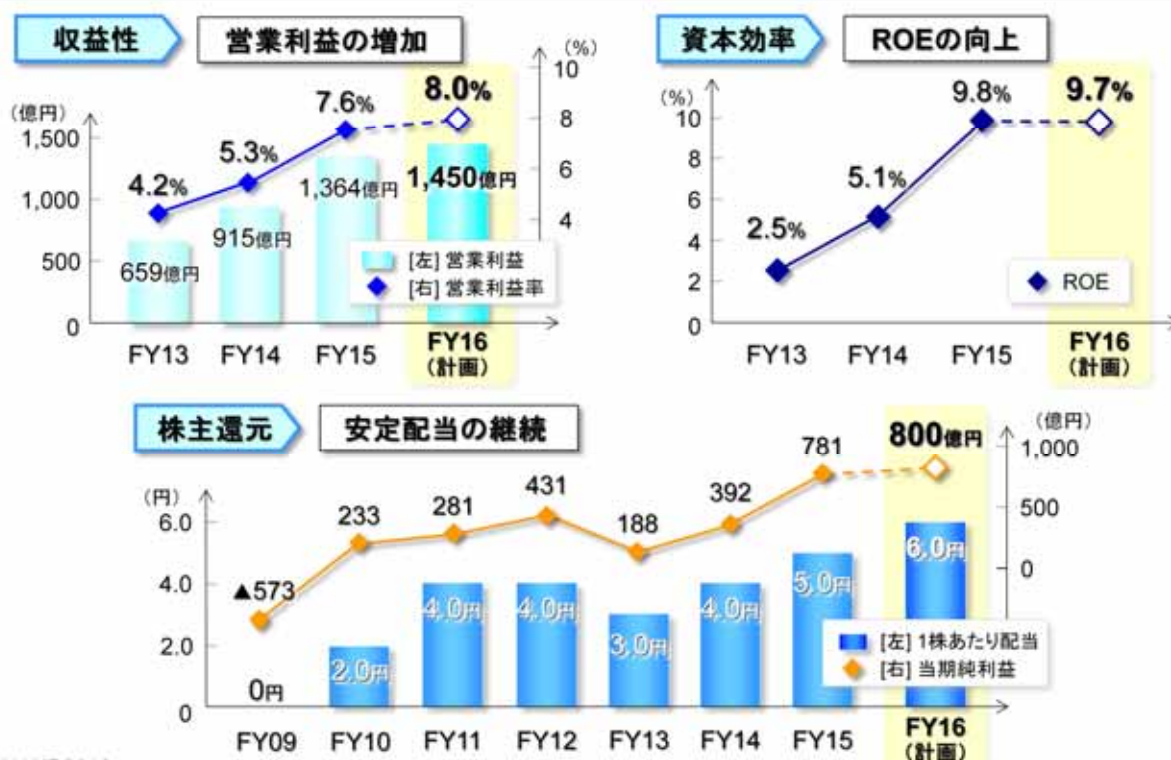 収益性
営業利益の増加
(億円)
(%)
1,500
1,000
500
0
10
8
6
4
4.2%
5.3%
7.6%
8.0%
659億円
915億円
1,364億円
1,450億円
[左] 営業利益
[右] 営業利益率
FY13
FY14
FY15
FY16
(計画)
資本効率
ROEの向上
(%)
10
8
6
4
2
0
2.5%
5.1%
9.8%
9.7%
ROE
FY13
FY14
FY15
FY16
(計画)
株主還元
安定配当の継続
(円)
(億円)
6.0
4.0
2.0
0
1,000
500
0
▲573
233
281
431
188
392
781
800億円
0円
2.0円
4.0円
4.0円
3.0円
4.0円
5.0円
6.0円
[左] 1株あたり配当
[右] 当期純利益
FY09
FY10
FY11
FY12
FY13
FY14
FY15
FY16
(計画)